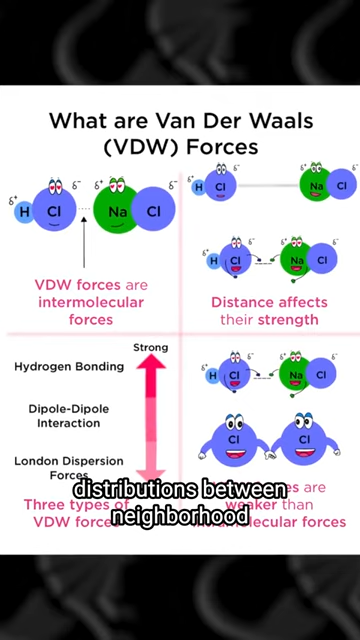 What are Van Der Waals
(VDW) Forces
δ+ H Cl δ- δ+ Na Cl δ-
VDW forces are
intermolecular
forces
δ+ H Cl δ- δ+ Na Cl δ-
δ+ H Cl δ- δ+ Na Cl δ-
Distance affects
their strength
Strong
Hydrogen Bonding
Dipole-Dipole
Interaction
London Dispersion
Forces
Three types of
VDW forces
δ+ H Cl δ- δ+ Na Cl δ-
Cl Cl
are
weaker than
forces
distributions between
neighborhood